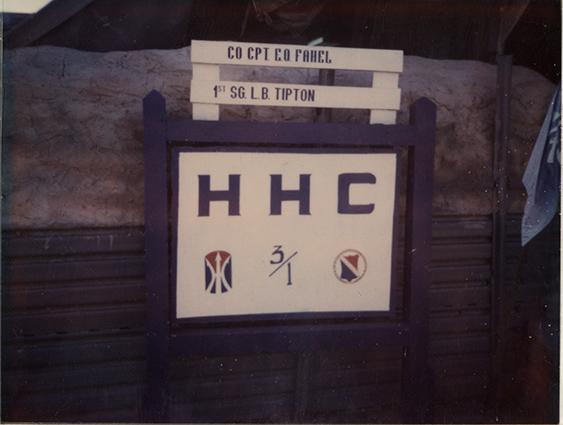 CO CPT E.Q. FAHEL
1ST SG. L.B. TIPTON
HHC
3/1